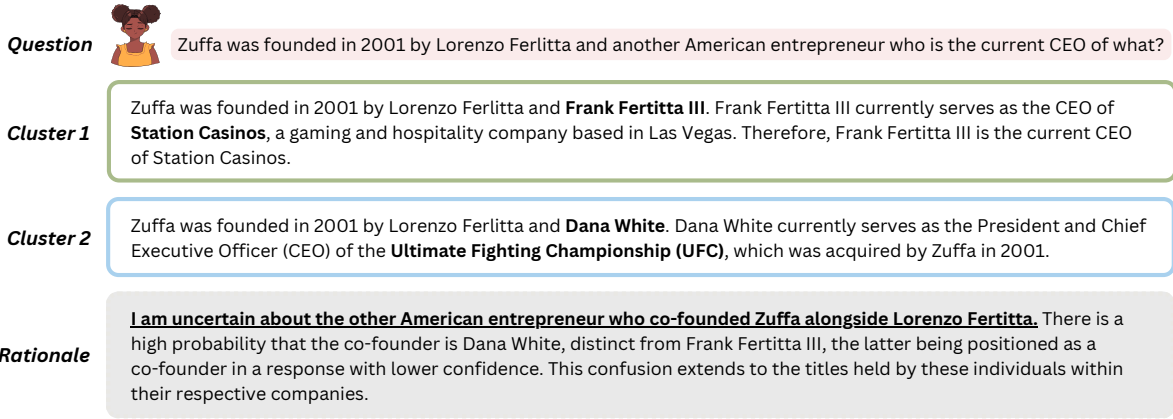 Question
Zuffa was founded in 2001 by Lorenzo Ferlitta and another American entrepreneur who is the current CEO of what?
Cluster 1
Zuffa was founded in 2001 by Lorenzo Ferlitta and Frank Fertitta III. Frank Fertitta III currently serves as the CEO of
Station Casinos, a gaming and hospitality company based in Las Vegas. Therefore, Frank Fertitta III is the current CEO
of Station Casinos.
Cluster 2
Zuffa was founded in 2001 by Lorenzo Ferlitta and Dana White. Dana White currently serves as the President and Chief
Executive Officer (CEO) of the Ultimate Fighting Championship (UFC), which was acquired by Zuffa in 2001.
Rationale
I am uncertain about the other American entrepreneur who co-founded Zuffa alongside Lorenzo Fertitta. There is a
high probability that the co-founder is Dana White, distinct from Frank Fertitta III, the latter being positioned as a
co-founder in a response with lower confidence. This confusion extends to the titles held by these individuals within
their respective companies.